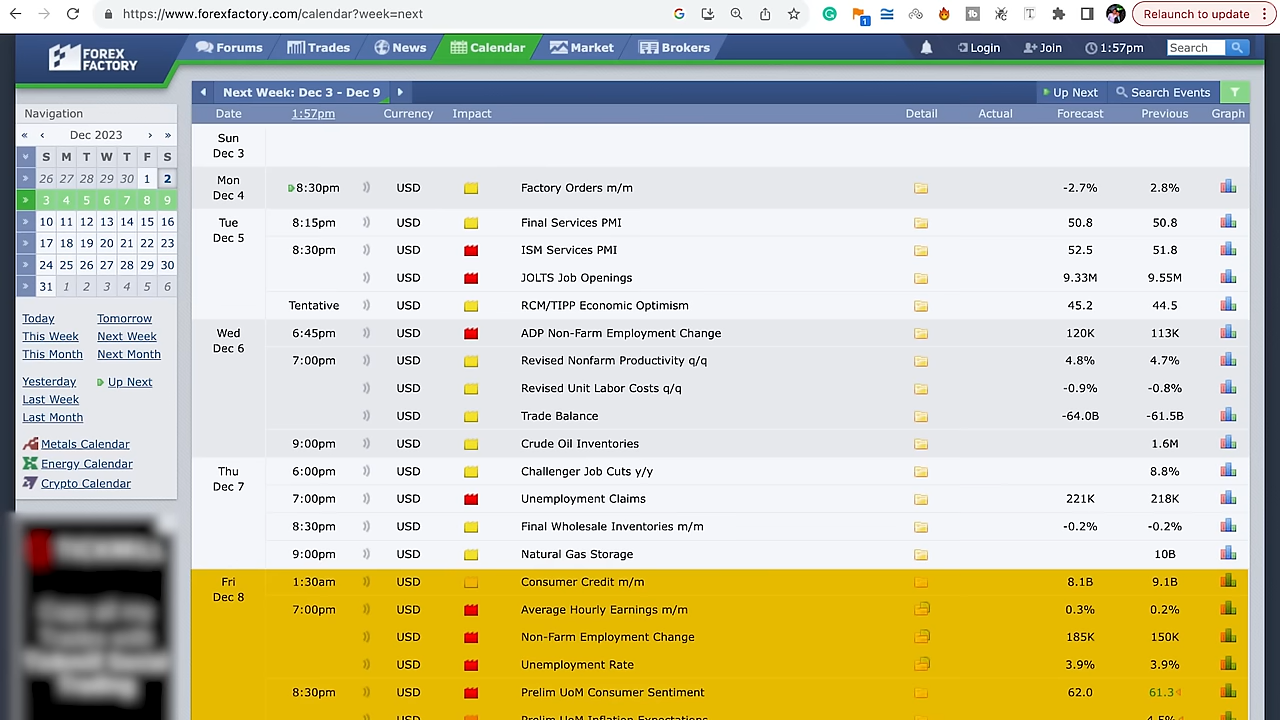 https://www.forexfactory.com/calendar?week=next
Relaunch to update
FOREX FACTORY
Forums Trades News Calendar Market Brokers Login Join 1:57pm Search
Navigation
« ‹ Dec 2023 › »
S M T W T F S
26 27 28 29 30 1 2
3 4 5 6 7 8 9
10 11 12 13 14 15 16
17 18 19 20 21 22 23
24 25 26 27 28 29 30
31 1 2 3 4 5 6
Today Tomorrow
This Week Next Week
This Month Next Month
Yesterday Up Next
Last Week
Last Month
Metals Calendar
Energy Calendar
Crypto Calendar
Next Week: Dec 3 - Dec 9 Up Next Search Events
Date 1:57pm Currency Impact Detail Actual Forecast Previous Graph
Sun Dec 3
Mon Dec 4 8:30pm USD Factory Orders m/m -2.7% 2.8%
Tue Dec 5 8:15pm USD Final Services PMI 50.8 50.8
8:30pm USD ISM Services PMI 52.5 51.8
USD JOLTS Job Openings 9.33M 9.55M
Tentative USD RCM/TIPP Economic Optimism 45.2 44.5
Wed Dec 6 6:45pm USD ADP Non-Farm Employment Change 120K 113K
7:00pm USD Revised Nonfarm Productivity q/q 4.8% 4.7%
USD Revised Unit Labor Costs q/q -0.9% -0.8%
USD Trade Balance -64.0B -61.5B
9:00pm USD Crude Oil Inventories 1.6M
Thu Dec 7 6:00pm USD Challenger Job Cuts y/y 8.8%
7:00pm USD Unemployment Claims 221K 218K
8:30pm USD Final Wholesale Inventories m/m -0.2% -0.2%
9:00pm USD Natural Gas Storage 10B
Fri Dec 8 1:30am USD Consumer Credit m/m 8.1B 9.1B
7:00pm USD Average Hourly Earnings m/m 0.3% 0.2%
USD Non-Farm Employment Change 185K 150K
USD Unemployment Rate 3.9% 3.9%
8:30pm USD Prelim UoM Consumer Sentiment 62.0 61.3
USD Prelim UoM Inflation Expectations 4.5%